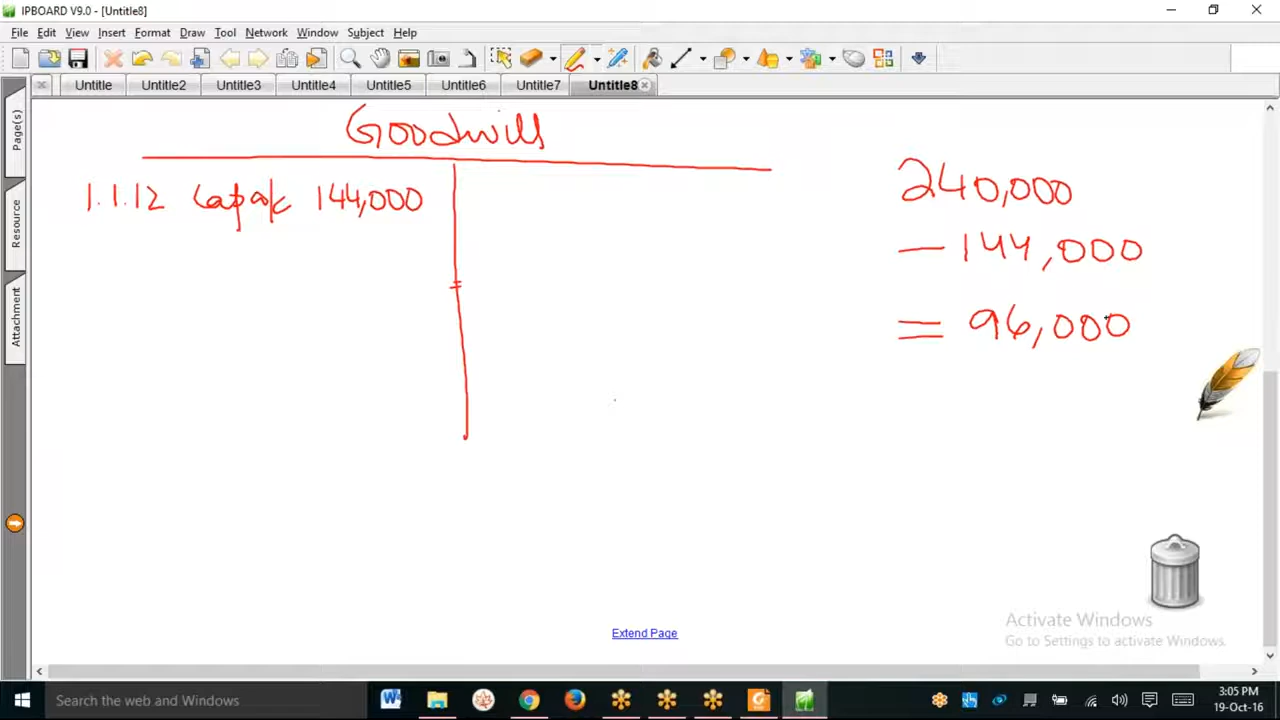 IPBOARD V9.0 - [Untitle8]
File Edit View Insert Format Draw Tool Network Window Subject Help
Untitle Untitle2 Untitle3 Untitle4 Untitle5 Untitle6 Untitle7 Untitle8
Page(s)
Resource
Attachment
Goodwill
1.1.12 Cap a/c 144,000
240,000
— 144,000
= 96,000
Extend Page
Activate Windows
Go to Settings to activate Windows.
Search the web and Windows
3:05 PM
19-Oct-16